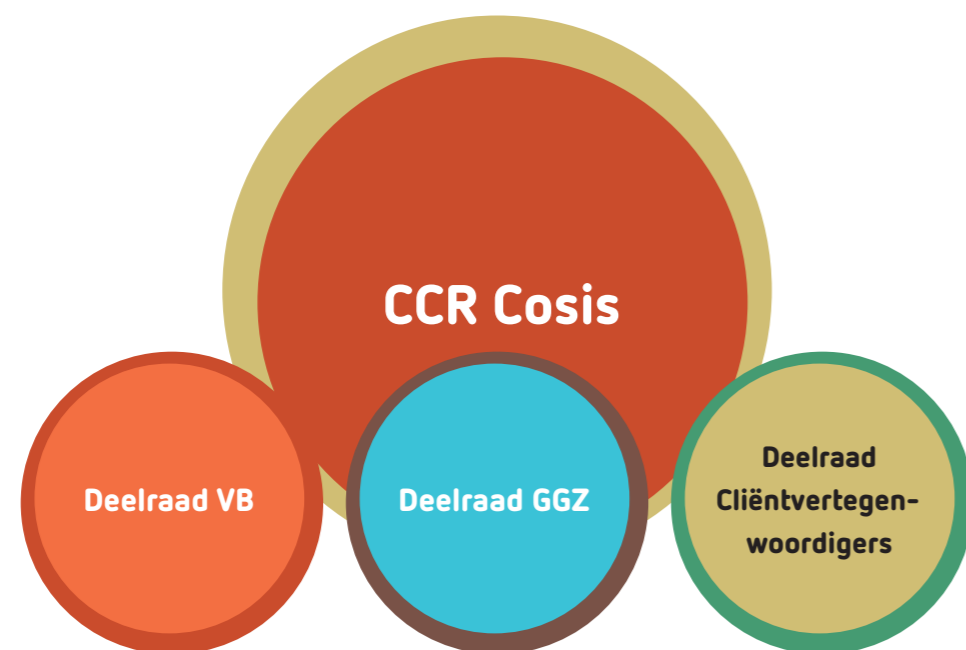 CCR Cosis
Deelraad VB
Deelraad GGZ
Deelraad
Cliëntvertegen-
woordigers